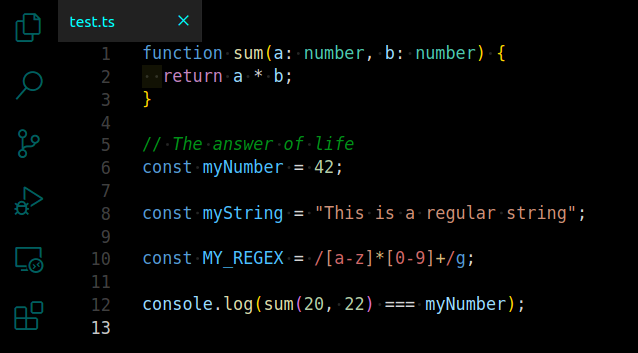 test.ts
1 function sum(a: number, b: number) {
2   return a * b;
3 }
4
5 // The answer of life
6 const myNumber = 42;
7
8 const myString = "This is a regular string";
9
10 const MY_REGEX = /[a-z]*[0-9]+/g;
11
12 console.log(sum(20, 22) === myNumber);
13